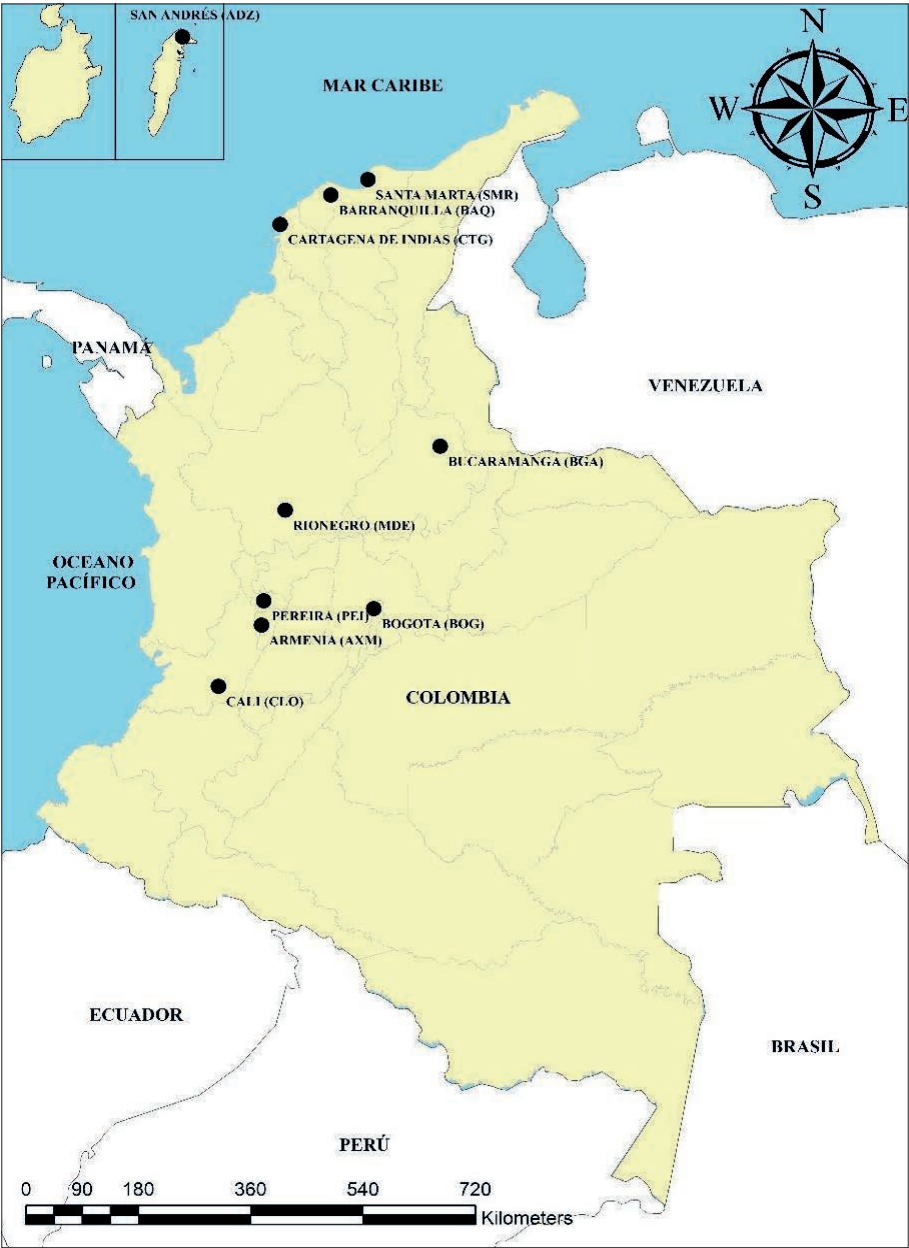 SAN ANDRÉS (ADZ)
MAR CARIBE
N
W
E
S
SANTA MARTA (SMR)
BARRANQUILLA (BAQ)
CARTAGENA DE INDIAS (CTG)
PANAMÁ
VENEZUELA
BUCARAMANGA (BGA)
RIONEGRO (MDE)
OCEANO
PACÍFICO
PEREIRA (PEI)
BOGOTA (BOG)
ARMENIA (AXM)
CALI (CLO)
COLOMBIA
ECUADOR
BRASIL
PERÚ
0 90 180 360 540 720
Kilometers